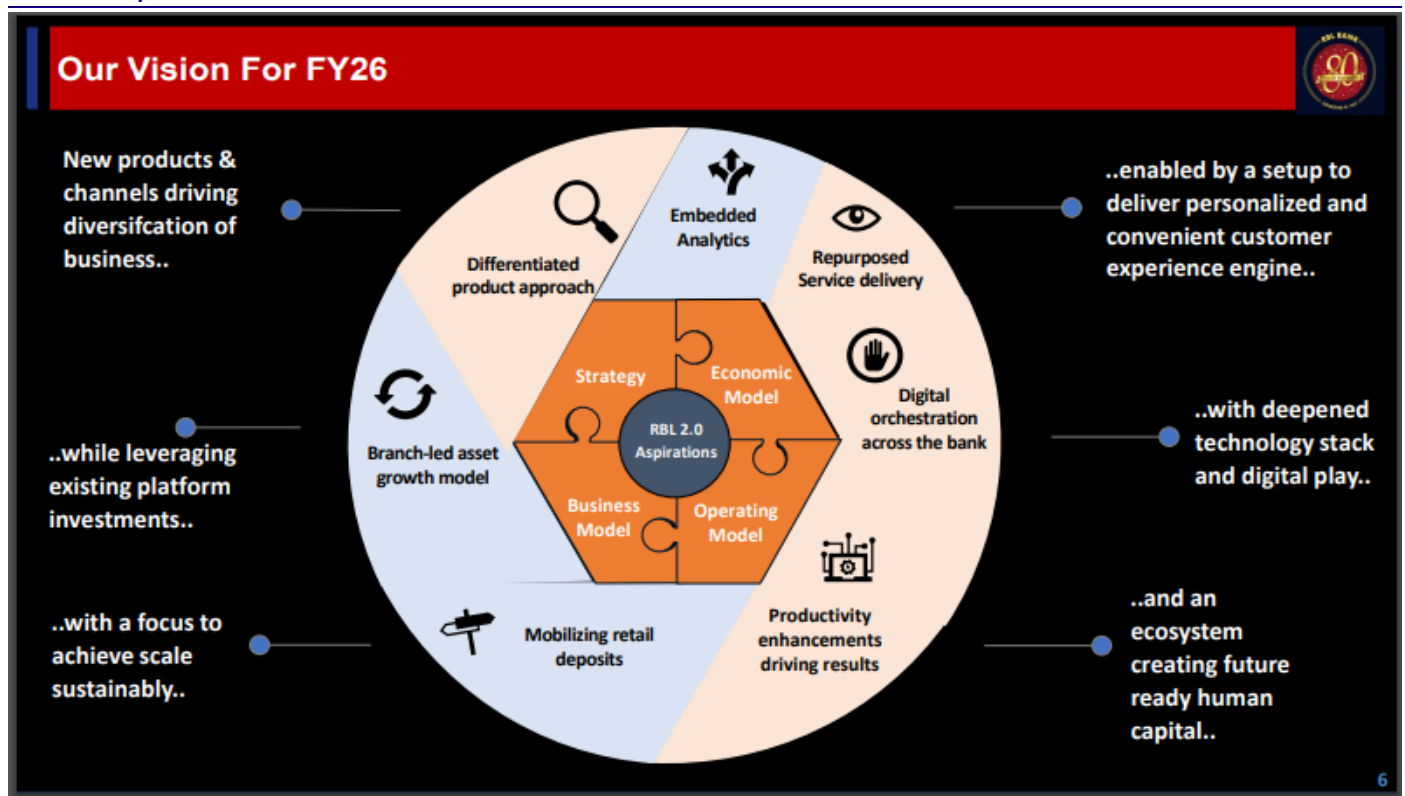 Our Vision For FY26
RBL BANK
80
New products &
channels driving
diversifcation of
business..
..while leveraging
existing platform
investments..
..with a focus to
achieve scale
sustainably..
Differentiated
product approach
Embedded
Analytics
Repurposed
Service delivery
Branch-led asset
growth model
Digital
orchestration
across the bank
Mobilizing retail
deposits
Productivity
enhancements
driving results
Strategy
Economic
Model
RBL 2.0
Aspirations
Business
Model
Operating
Model
..enabled by a setup to
deliver personalized and
convenient customer
experience engine..
..with deepened
technology stack
and digital play..
..and an
ecosystem
creating future
ready human
capital..
6